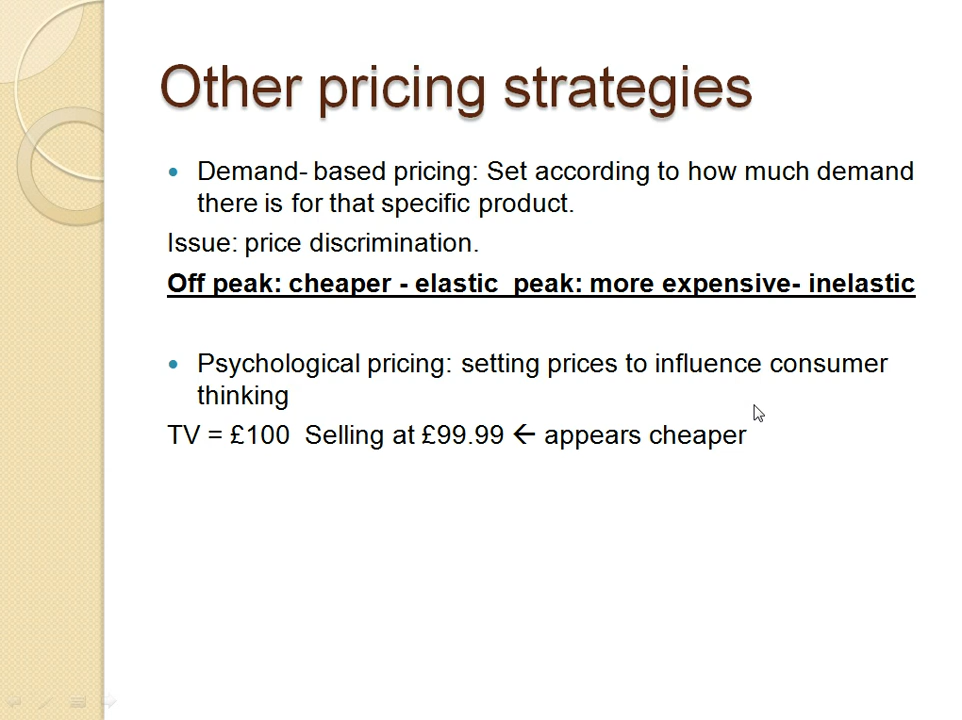 Other pricing strategies
• Demand- based pricing: Set according to how much demand
there is for that specific product.
Issue: price discrimination.
Off peak: cheaper - elastic  peak: more expensive- inelastic
• Psychological pricing: setting prices to influence consumer
thinking
TV = £100  Selling at £99.99 ← appears cheaper